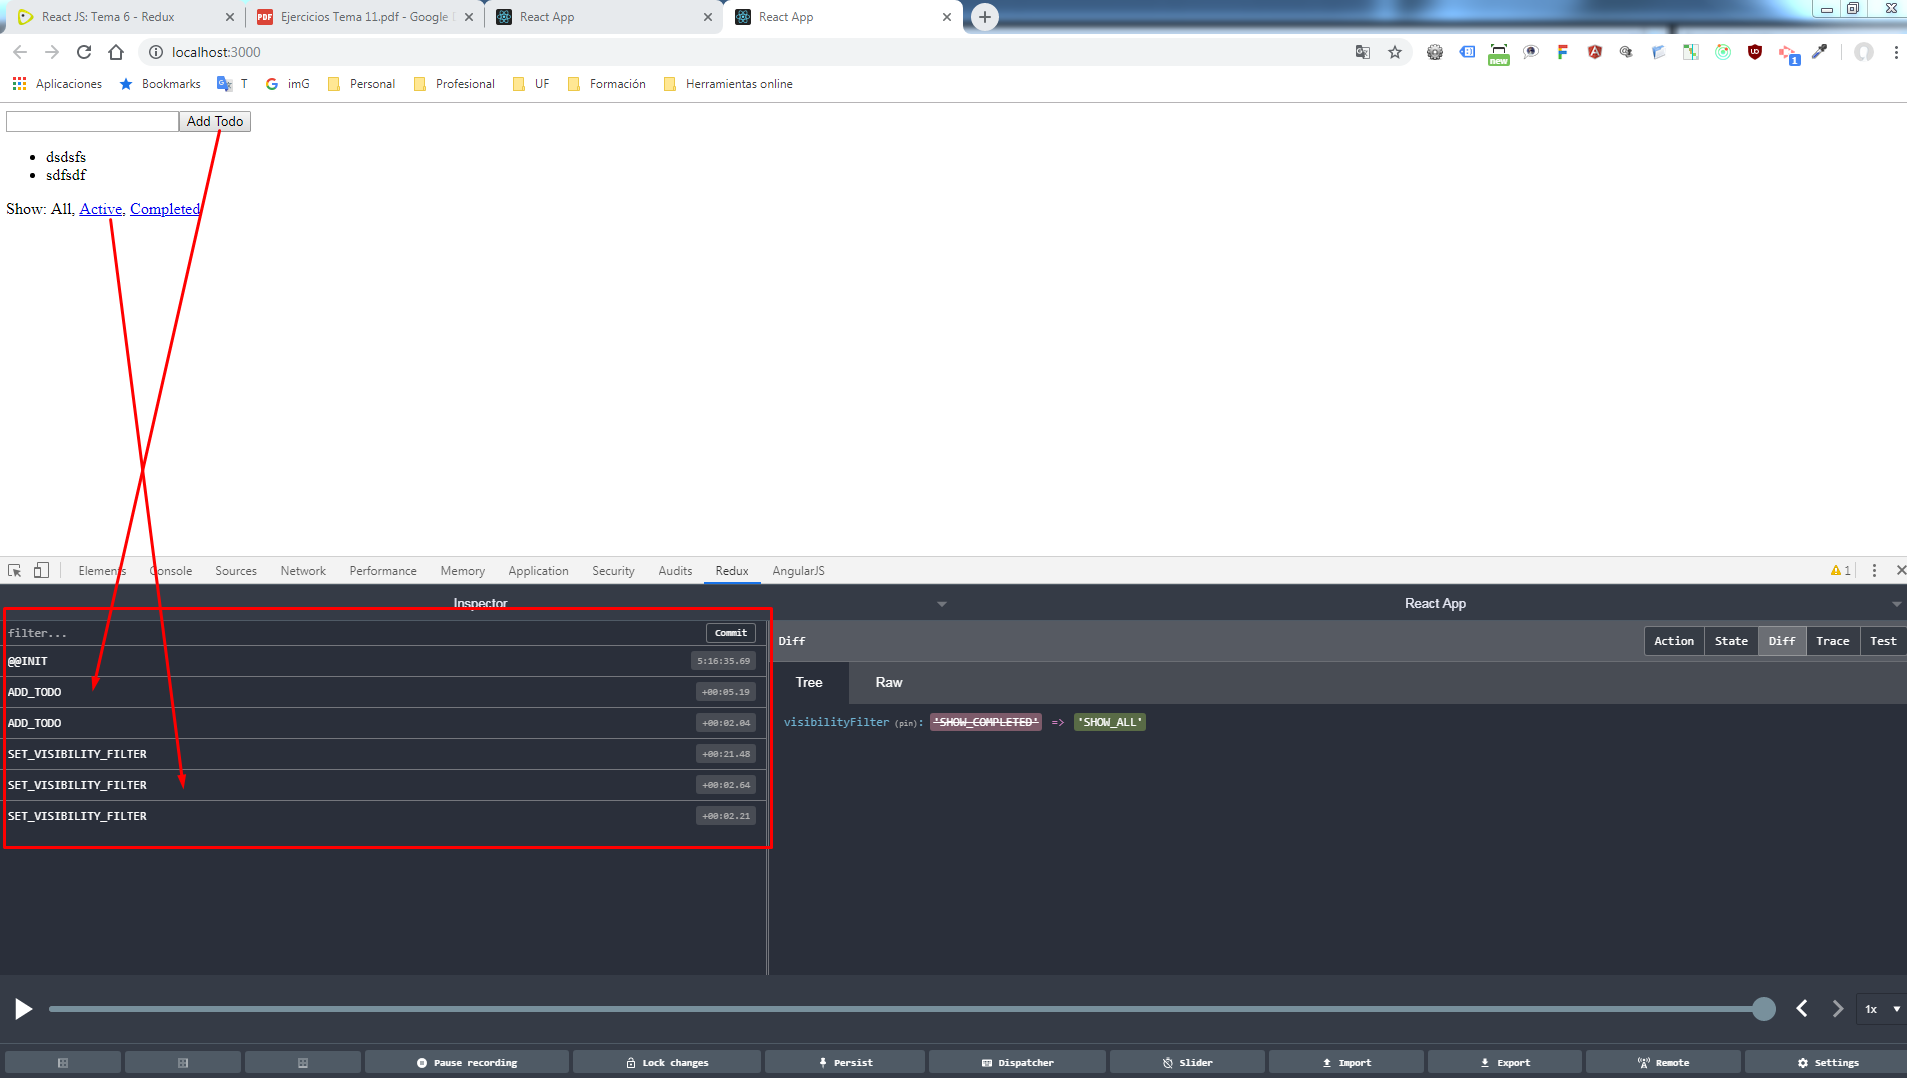 React JS: Tema 6 - Redux
PDF
Ejercicios Tema 11.pdf - Google
React App
React App
localhost:3000
new
1
Aplicaciones
Bookmarks
T
imG
Personal
Profesional
UF
Formación
Herramientas online
Add Todo
dsdsfs
sdfsdf
Show: All, Active, Completed
Elements
Console
Sources
Network
Performance
Memory
Application
Security
Audits
Redux
AngularJS
1
Inspector
React App
filter...
Commit
@@INIT
5:16:35.69
ADD_TODO
+00:05.19
ADD_TODO
+00:02.04
SET_VISIBILITY_FILTER
+00:21.48
SET_VISIBILITY_FILTER
+00:02.64
SET_VISIBILITY_FILTER
+00:02.21
Diff
Action
State
Diff
Trace
Test
Tree
Raw
visibilityFilter (pin): 'SHOW_COMPLETED' => 'SHOW_ALL'
1x
Pause recording
Lock changes
Persist
Dispatcher
Slider
Import
Export
Remote
Settings